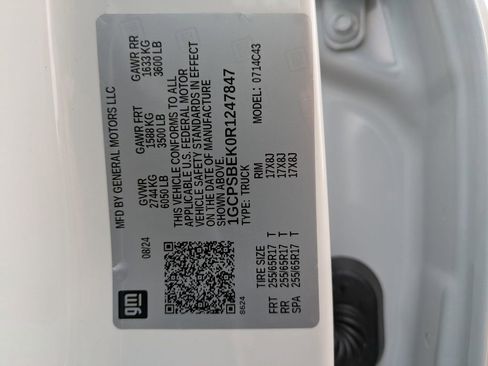 MFD BY GENERAL MOTORS LLC
08/24 GVWR GAWR FRT GAWR RR
2744 KG 1588 KG 1633 KG
6050 LB 3500 LB 3600 LB
THIS VEHICLE CONFORMS TO ALL
APPLICABLE U.S. FEDERAL MOTOR
VEHICLE SAFETY STANDARDS IN EFFECT
ON THE DATE OF MANUFACTURE
SHOWN ABOVE.
1GCPSBEK0R1247847
TYPE: TRUCK MODEL: 0714C43
gm
8624
TIRE SIZE RIM
FRT 255/65R17 T 17X8J
RR 255/65R17 T 17X8J
SPA 255/65R17 T 17X8J